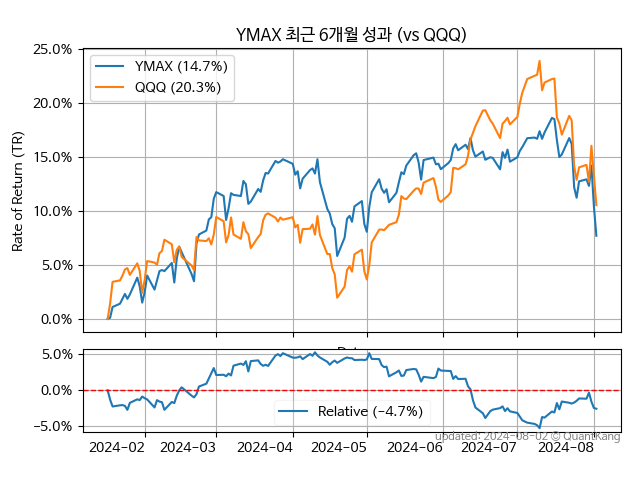 YMAX 최근 6개월 성과 (vs QQQ)
25.0%
20.0%
15.0%
10.0%
5.0%
0.0%
Rate of Return (TR)
YMAX (14.7%)
QQQ (20.3%)
5.0%
0.0%
−5.0%
Relative (−4.7%)
updated: 2024-08-02 © QuantKang
2024-02
2024-03
2024-04
2024-05
2024-06
2024-07
2024-08